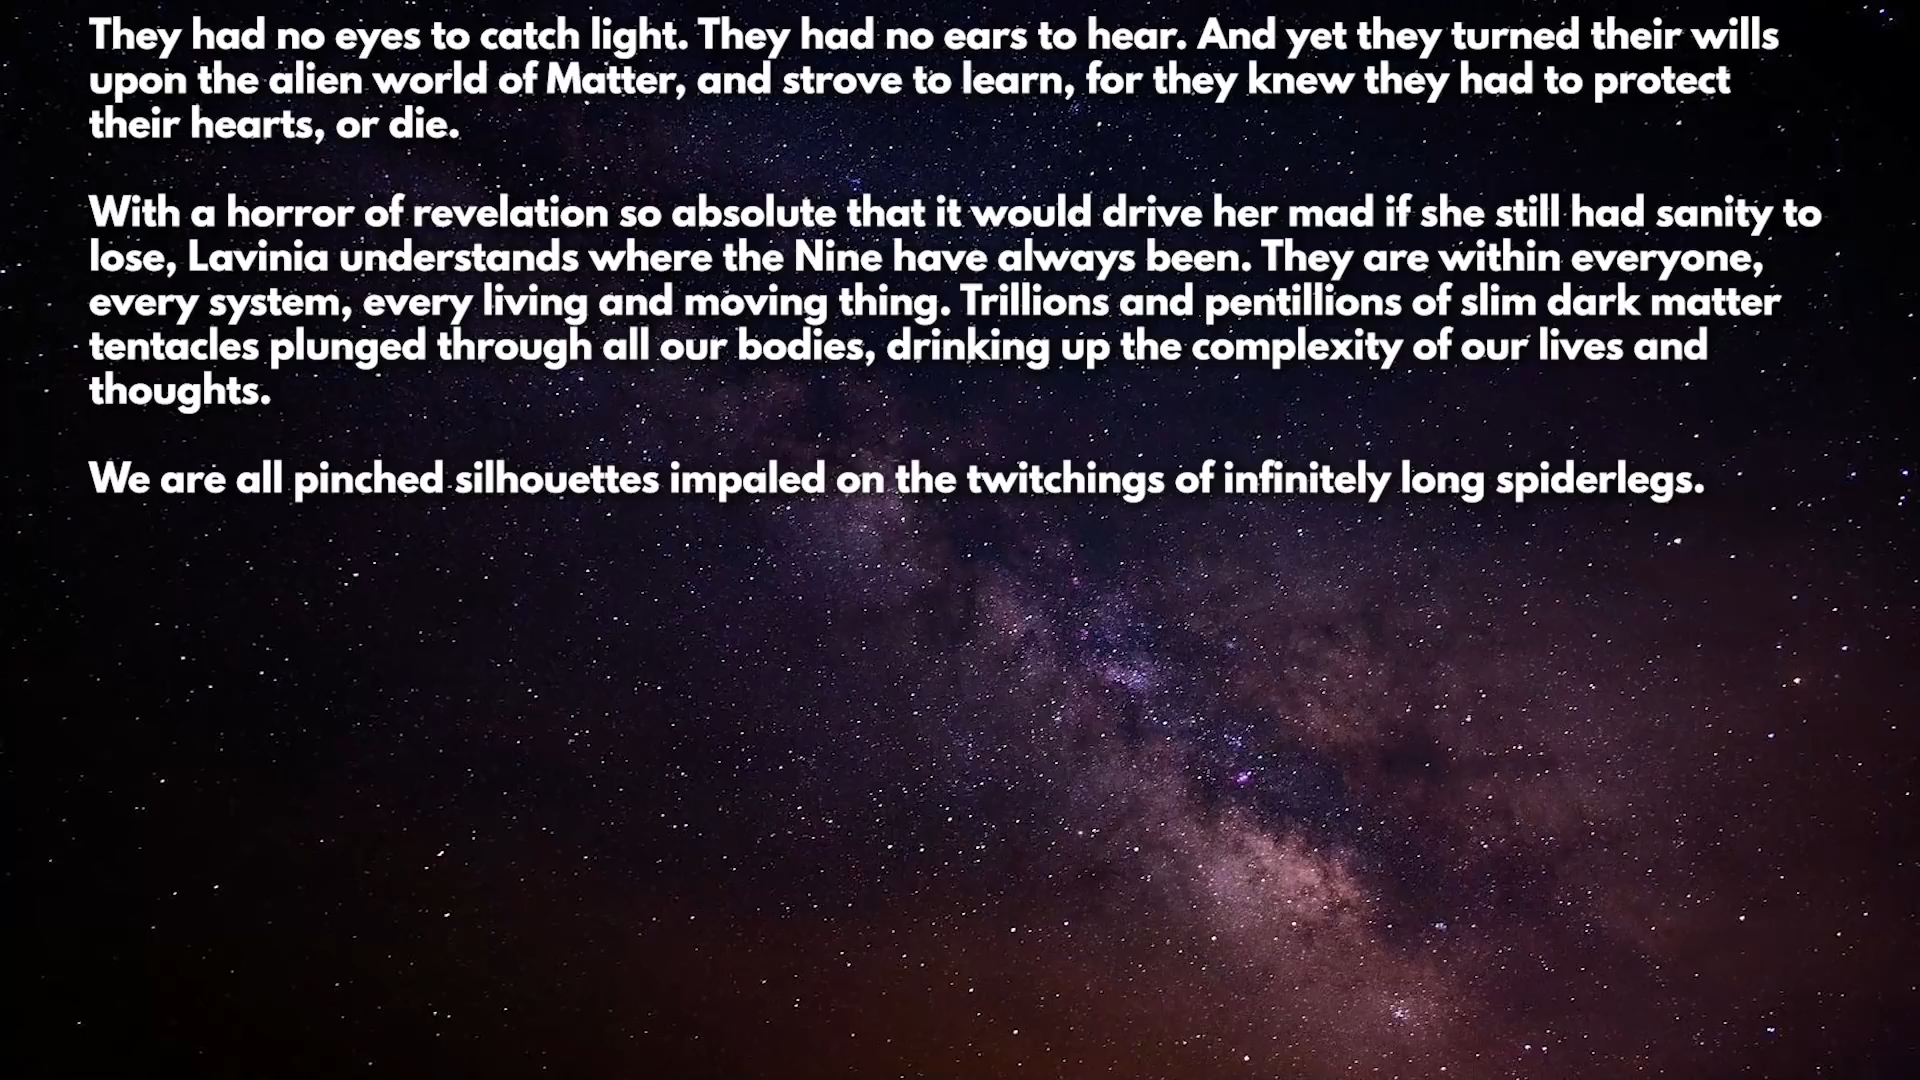 They had no eyes to catch light. They had no ears to hear. And yet they turned their wills
upon the alien world of Matter, and strove to learn, for they knew they had to protect
their hearts, or die.
With a horror of revelation so absolute that it would drive her mad if she still had sanity to
lose, Lavinia understands where the Nine have always been. They are within everyone,
every system, every living and moving thing. Trillions and pentillions of slim dark matter
tentacles plunged through all our bodies, drinking up the complexity of our lives and
thoughts.
We are all pinched silhouettes impaled on the twitchings of infinitely long spiderlegs.